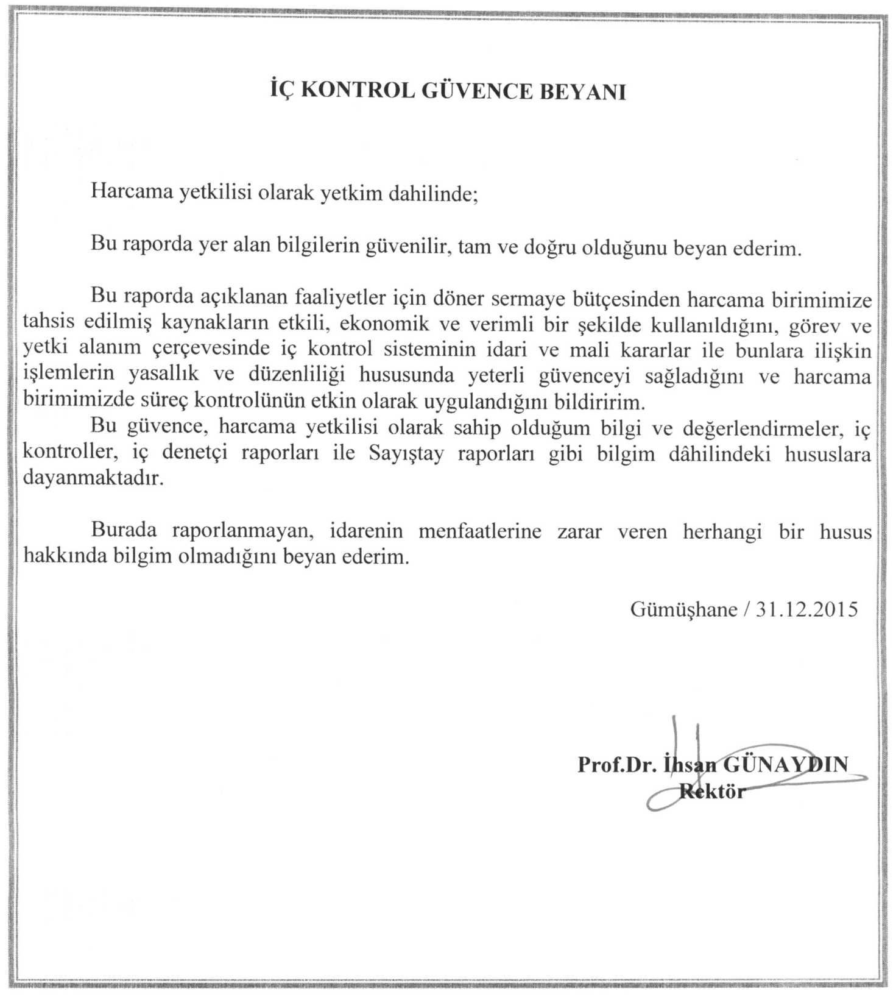 İÇ KONTROL GÜVENCE BEYANI
Harcama yetkilisi olarak yetkim dahilinde;
Bu raporda yer alan bilgilerin güvenilir, tam ve doğru olduğunu beyan ederim.
Bu raporda açıklanan faaliyetler için döner sermaye bütçesinden harcama birimimize
tahsis edilmiş kaynakların etkili, ekonomik ve verimli bir şekilde kullanıldığını, görev ve
yetki alanım çerçevesinde iç kontrol sisteminin idari ve mali kararlar ile bunlara ilişkin
işlemlerin yasallık ve düzenliliği hususunda yeterli güvenceyi sağladığını ve harcama
birimimizde süreç kontrolünün etkin olarak uygulandığını bildiririm.
Bu güvence, harcama yetkilisi olarak sahip olduğum bilgi ve değerlendirmeler, iç
kontroller, iç denetçi raporları ile Sayıştay raporları gibi bilgim dâhilindeki hususlara
dayanmaktadır.
Burada raporlanmayan, idarenin menfaatlerine zarar veren herhangi bir husus
hakkında bilgim olmadığını beyan ederim.
Gümüşhane / 31.12.2015
Prof.Dr. İhsan GÜNAYDIN
Rektör